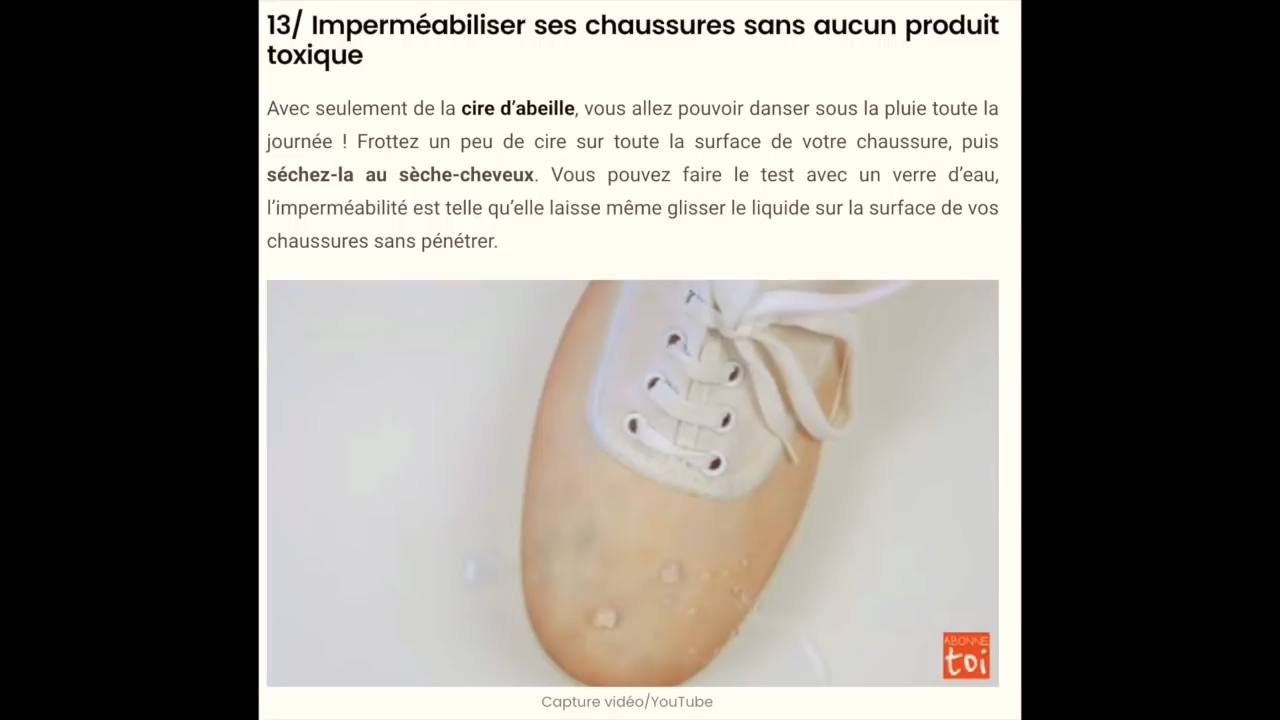 13/ Imperméabiliser ses chaussures sans aucun produit
toxique
Avec seulement de la cire d’abeille, vous allez pouvoir danser sous la pluie toute la
journée ! Frottez un peu de cire sur toute la surface de votre chaussure, puis
séchez-la au sèche-cheveux. Vous pouvez faire le test avec un verre d’eau,
l’imperméabilité est telle qu’elle laisse même glisser le liquide sur la surface de vos
chaussures sans pénétrer.
ABONNE
toi
Capture vidéo/YouTube